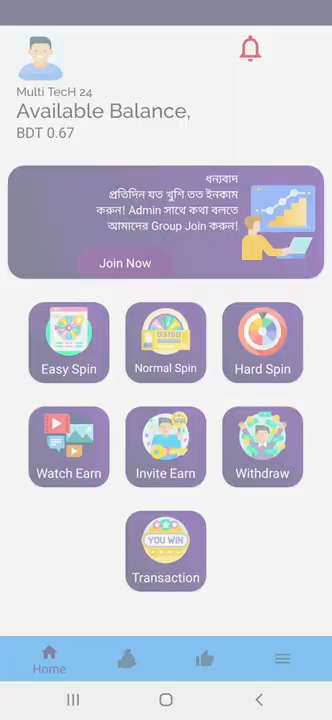 Multi TecH 24
Available Balance,
BDT 0.67
ধন্যবাদ
প্রতিদিন যত খুশি তত ইনকাম
করুন! Admin সাথে কথা বলতে
আমাদের Group Join করুন!
Join Now
Easy Spin
Normal Spin
Hard Spin
Watch Earn
Invite Earn
Withdraw
YOU WIN
Transaction
Home